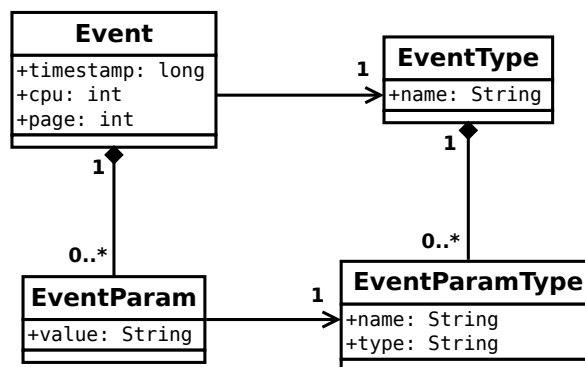 Event
+timestamp: long
+cpu: int
+page: int
1
EventType
+name: String
1
1
0..*
0..*
EventParam
+value: String
1
EventParamType
+name: String
+type: String